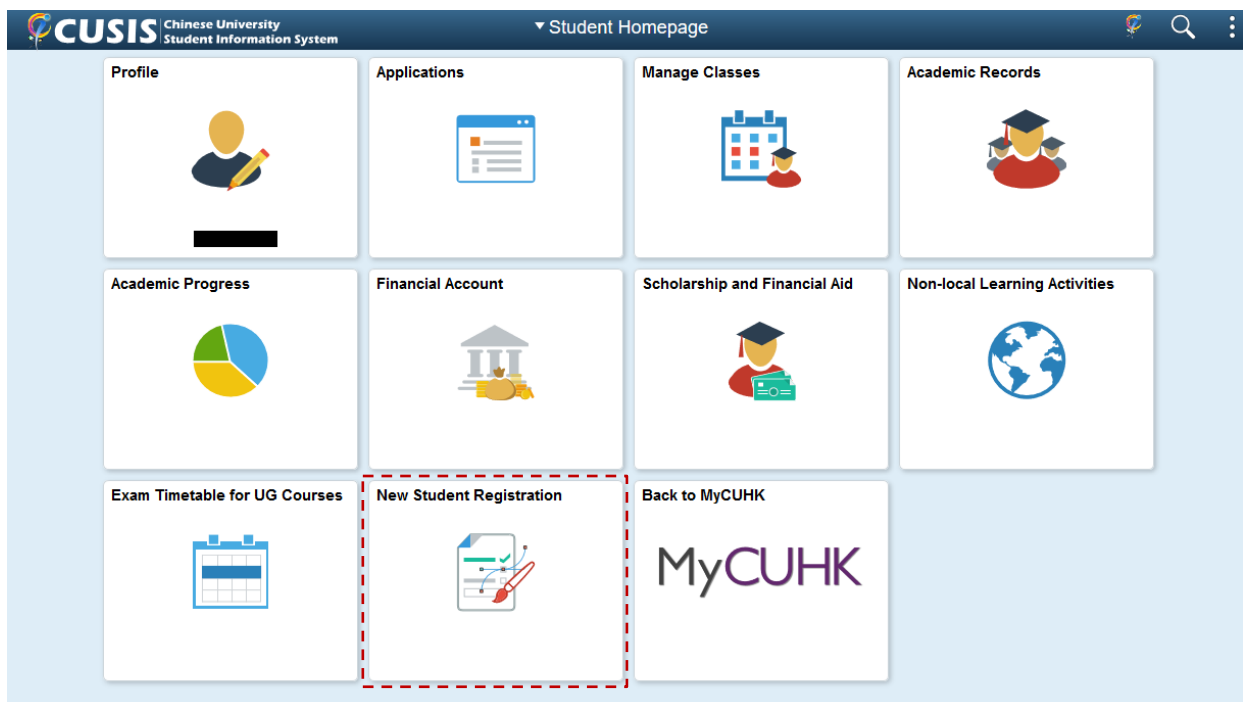 CUSIS Chinese University
Student Information System
Student Homepage
Profile
Applications
Manage Classes
Academic Records
Academic Progress
Financial Account
Scholarship and Financial Aid
Non-local Learning Activities
Exam Timetable for UG Courses
New Student Registration
Back to MyCUHK
MyCUHK